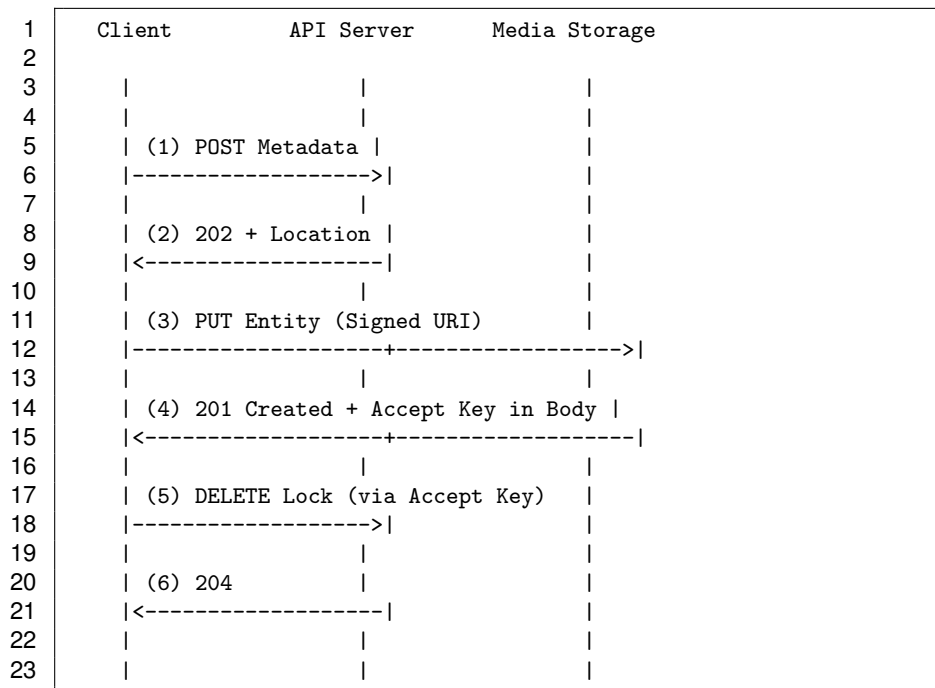 1 Client API Server Media Storage
2
3 | | |
4 | | |
5 | (1) POST Metadata | |
6 |------------------->| |
7 | | |
8 | (2) 202 + Location | |
9 |<-------------------| |
10 | | |
11 | (3) PUT Entity (Signed URI) |
12 |--------------------+------------------>|
13 | | |
14 | (4) 201 Created + Accept Key in Body |
15 |<-------------------+-------------------|
16 | | |
17 | (5) DELETE Lock (via Accept Key) |
18 |------------------->| |
19 | | |
20 | (6) 204 | |
21 |<-------------------| |
22 | | |
23 | | |